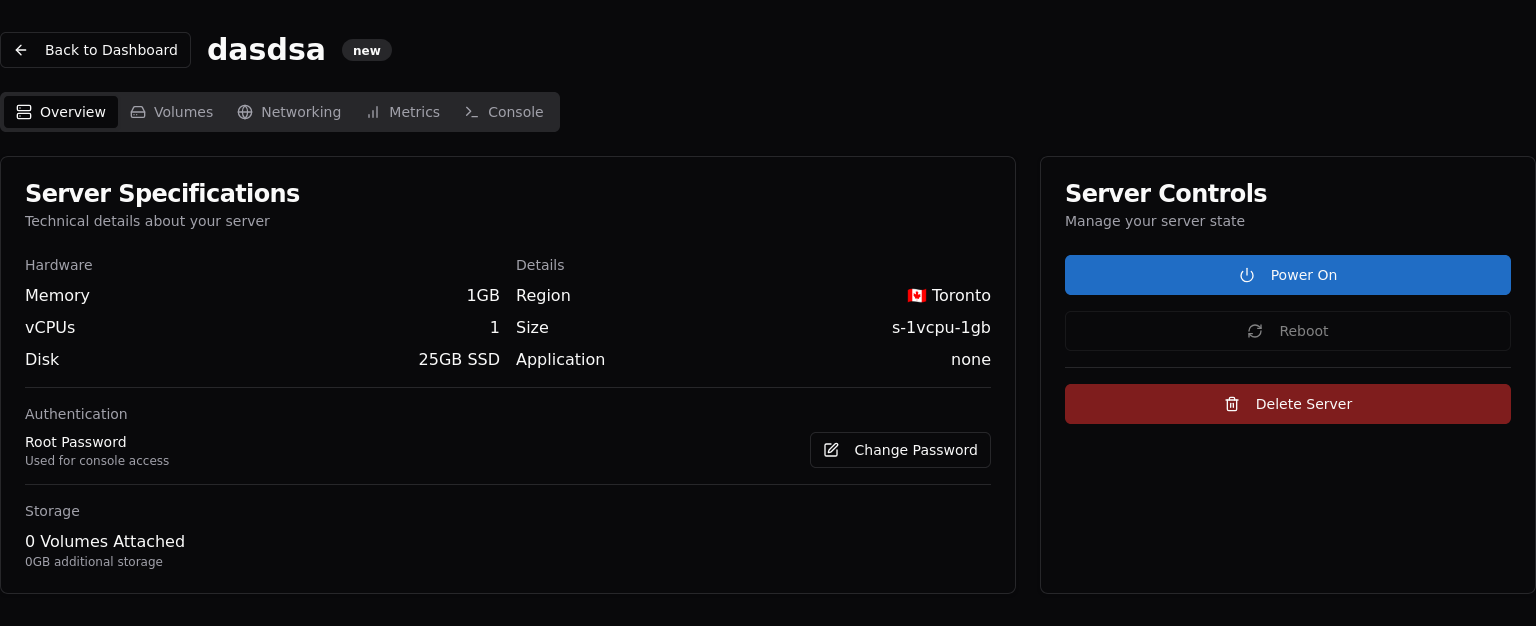 Back to Dashboard
dasdsa
new
Overview
Volumes
Networking
Metrics
Console
Server Specifications
Technical details about your server
Hardware
Memory 1GB
vCPUs 1
Disk 25GB SSD
Details
Region 🇨🇦 Toronto
Size s-1vcpu-1gb
Application none
Authentication
Root Password
Used for console access
Change Password
Storage
0 Volumes Attached
0GB additional storage
Server Controls
Manage your server state
Power On
Reboot
Delete Server